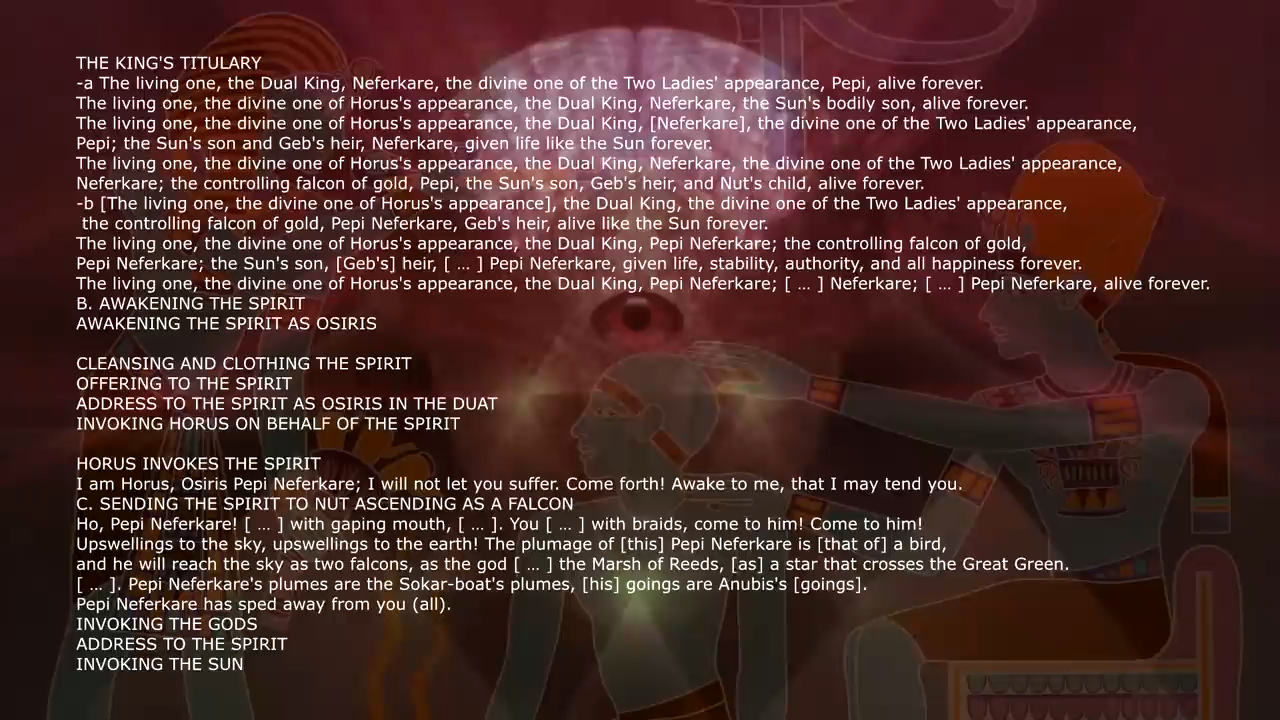 THE KING'S TITULARY
-a The living one, the Dual King, Neferkare, the divine one of the Two Ladies' appearance, Pepi, alive forever.
The living one, the divine one of Horus's appearance, the Dual King, Neferkare, the Sun's bodily son, alive forever.
The living one, the divine one of Horus's appearance, the Dual King, [Neferkare], the divine one of the Two Ladies' appearance,
Pepi; the Sun's son and Geb's heir, Neferkare, given life like the Sun forever.
The living one, the divine one of Horus's appearance, the Dual King, Neferkare, the divine one of the Two Ladies' appearance,
Neferkare; the controlling falcon of gold, Pepi, the Sun's son, Geb's heir, and Nut's child, alive forever.
-b [The living one, the divine one of Horus's appearance], the Dual King, the divine one of the Two Ladies' appearance,
the controlling falcon of gold, Pepi Neferkare, Geb's heir, alive like the Sun forever.
The living one, the divine one of Horus's appearance, the Dual King, Pepi Neferkare; the controlling falcon of gold,
Pepi Neferkare; the Sun's son, [Geb's] heir, [ … ] Pepi Neferkare, given life, stability, authority, and all happiness forever.
The living one, the divine one of Horus's appearance, the Dual King, Pepi Neferkare; [ … ] Neferkare; [ … ] Pepi Neferkare, alive forever.
B. AWAKENING THE SPIRIT
AWAKENING THE SPIRIT AS OSIRIS
CLEANSING AND CLOTHING THE SPIRIT
OFFERING TO THE SPIRIT
ADDRESS TO THE SPIRIT AS OSIRIS IN THE DUAT
INVOKING HORUS ON BEHALF OF THE SPIRIT
HORUS INVOKES THE SPIRIT
I am Horus, Osiris Pepi Neferkare; I will not let you suffer. Come forth! Awake to me, that I may tend you.
C. SENDING THE SPIRIT TO NUT ASCENDING AS A FALCON
Ho, Pepi Neferkare! [ … ] with gaping mouth, [ … ]. You [ … ] with braids, come to him! Come to him!
Upswellings to the sky, upswellings to the earth! The plumage of [this] Pepi Neferkare is [that of] a bird,
and he will reach the sky as two falcons, as the god [ … ] the Marsh of Reeds, [as] a star that crosses the Great Green.
[ … ]. Pepi Neferkare's plumes are the Sokar-boat's plumes, [his] goings are Anubis's [goings].
Pepi Neferkare has sped away from you (all).
INVOKING THE GODS
ADDRESS TO THE SPIRIT
INVOKING THE SUN